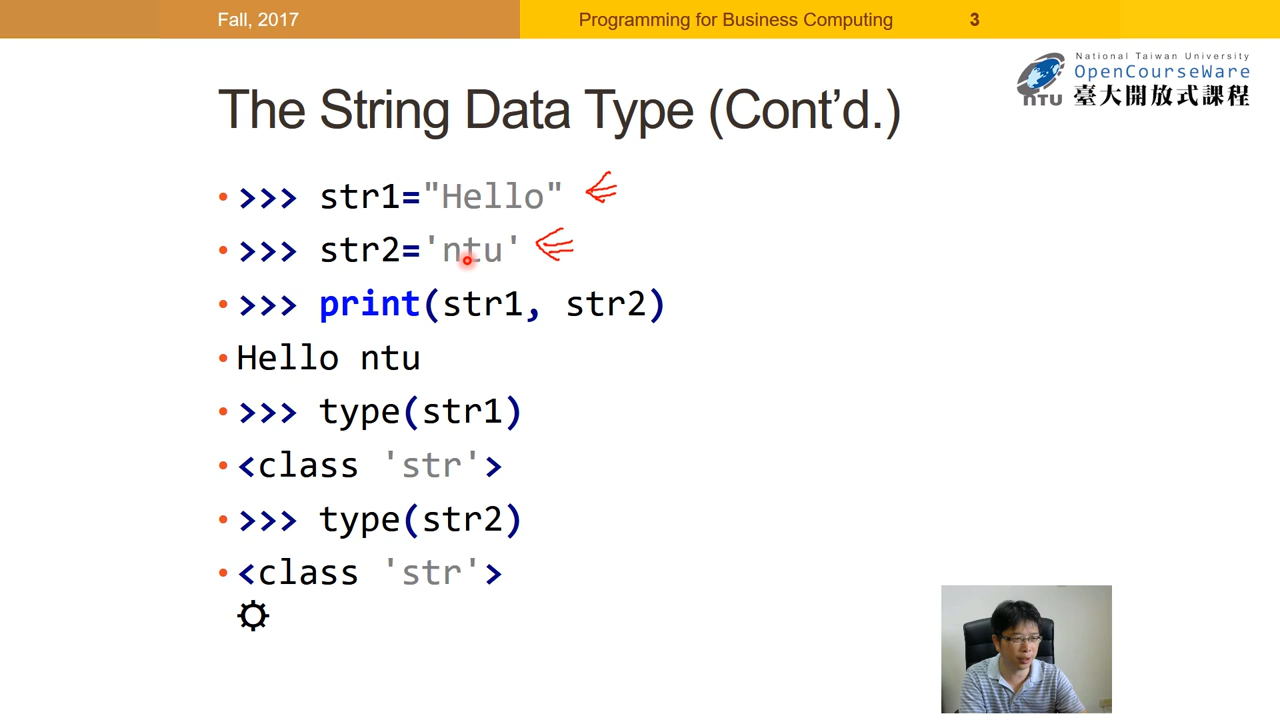 Fall, 2017
Programming for Business Computing
3
National Taiwan University
OpenCourseWare
NTU
臺大開放式課程
The String Data Type (Cont’d.)
• >>> str1="Hello"
• >>> str2='ntu'
• >>> print(str1, str2)
• Hello ntu
• >>> type(str1)
• <class 'str'>
• >>> type(str2)
• <class 'str'>